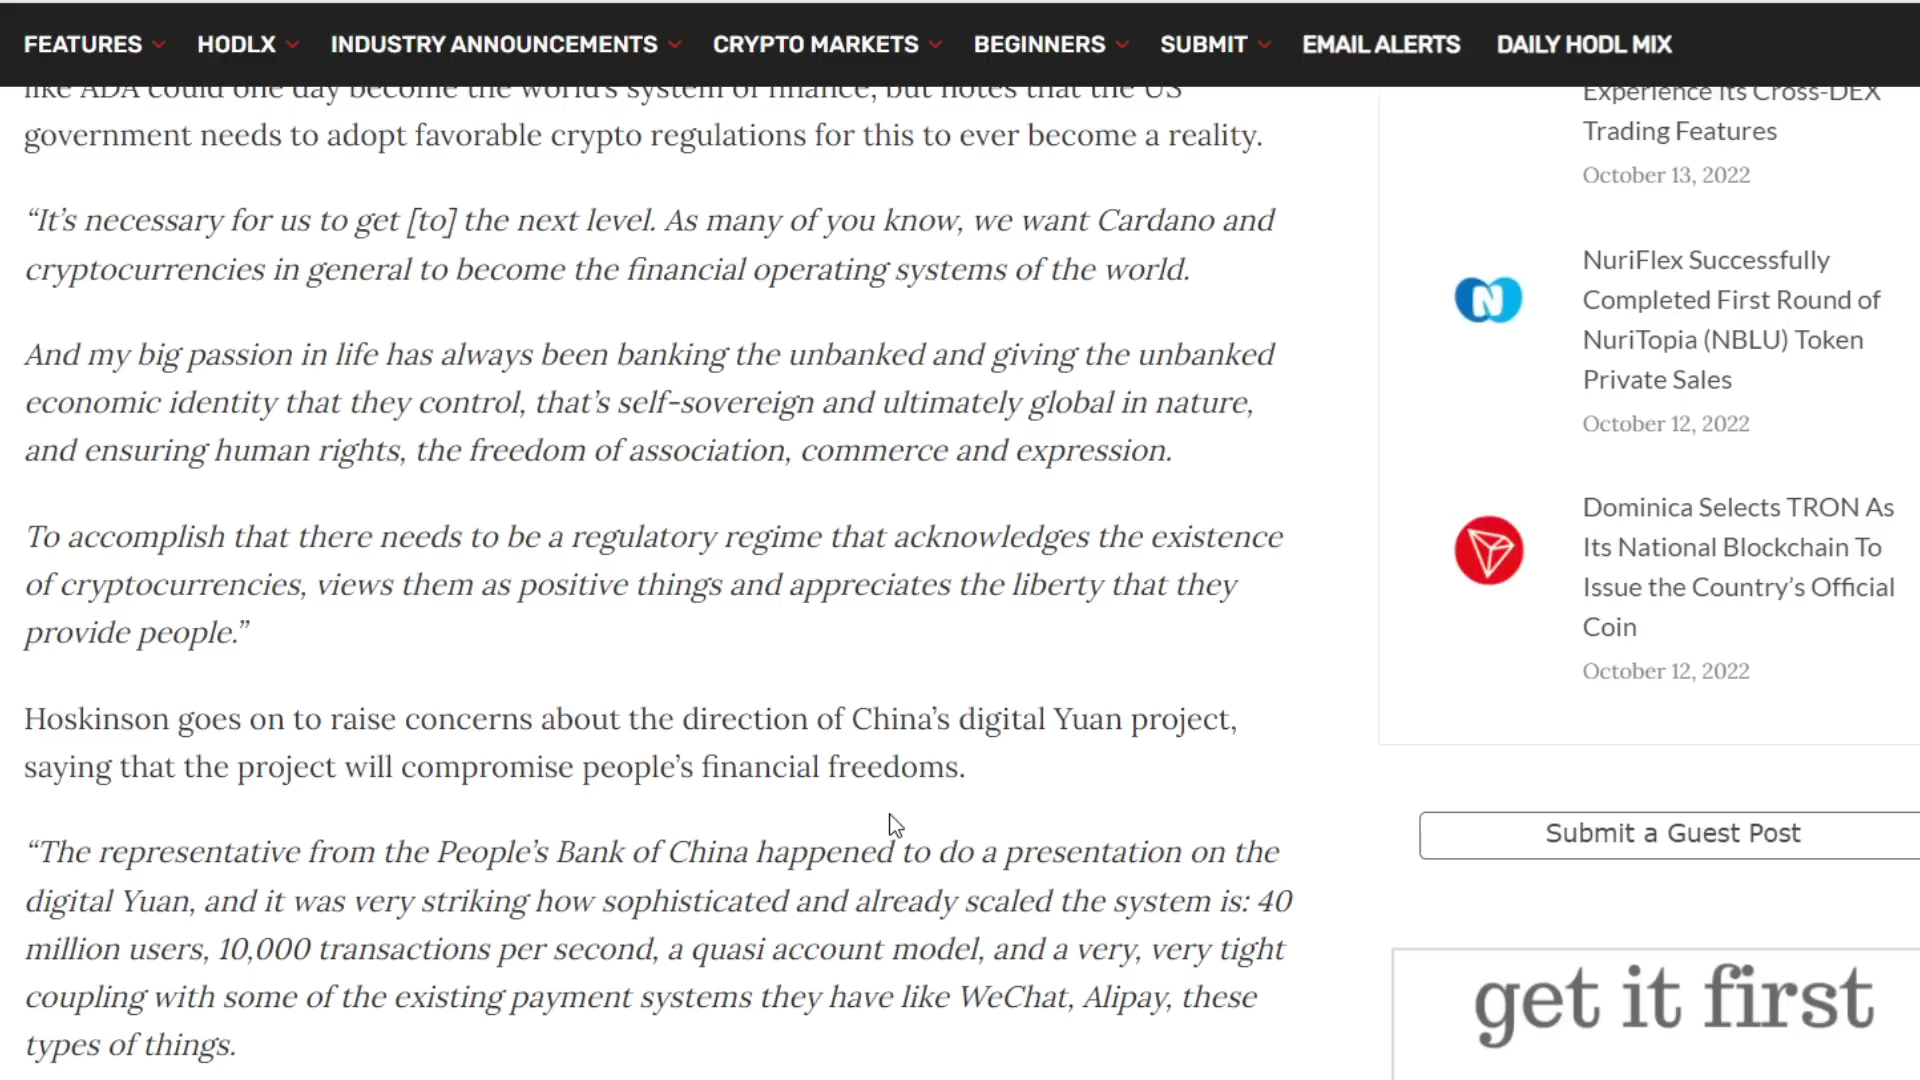 FEATURES HODLX INDUSTRY ANNOUNCEMENTS CRYPTO MARKETS BEGINNERS SUBMIT EMAIL ALERTS DAILY HODL MIX
like ADA could one day become the world's system of finance, but notes that the US
government needs to adopt favorable crypto regulations for this to ever become a reality.
“It’s necessary for us to get [to] the next level. As many of you know, we want Cardano and
cryptocurrencies in general to become the financial operating systems of the world.
And my big passion in life has always been banking the unbanked and giving the unbanked
economic identity that they control, that’s self-sovereign and ultimately global in nature,
and ensuring human rights, the freedom of association, commerce and expression.
To accomplish that there needs to be a regulatory regime that acknowledges the existence
of cryptocurrencies, views them as positive things and appreciates the liberty that they
provide people.”
Hoskinson goes on to raise concerns about the direction of China’s digital Yuan project,
saying that the project will compromise people’s financial freedoms.
“The representative from the People’s Bank of China happened to do a presentation on the
digital Yuan, and it was very striking how sophisticated and already scaled the system is: 40
million users, 10,000 transactions per second, a quasi account model, and a very, very tight
coupling with some of the existing payment systems they have like WeChat, Alipay, these
types of things.
Experience Its Cross-DEX
Trading Features
October 13, 2022
NuriFlex Successfully
Completed First Round of
NuriTopia (NBLU) Token
Private Sales
October 12, 2022
Dominica Selects TRON As
Its National Blockchain To
Issue the Country’s Official
Coin
October 12, 2022
Submit a Guest Post
get it first